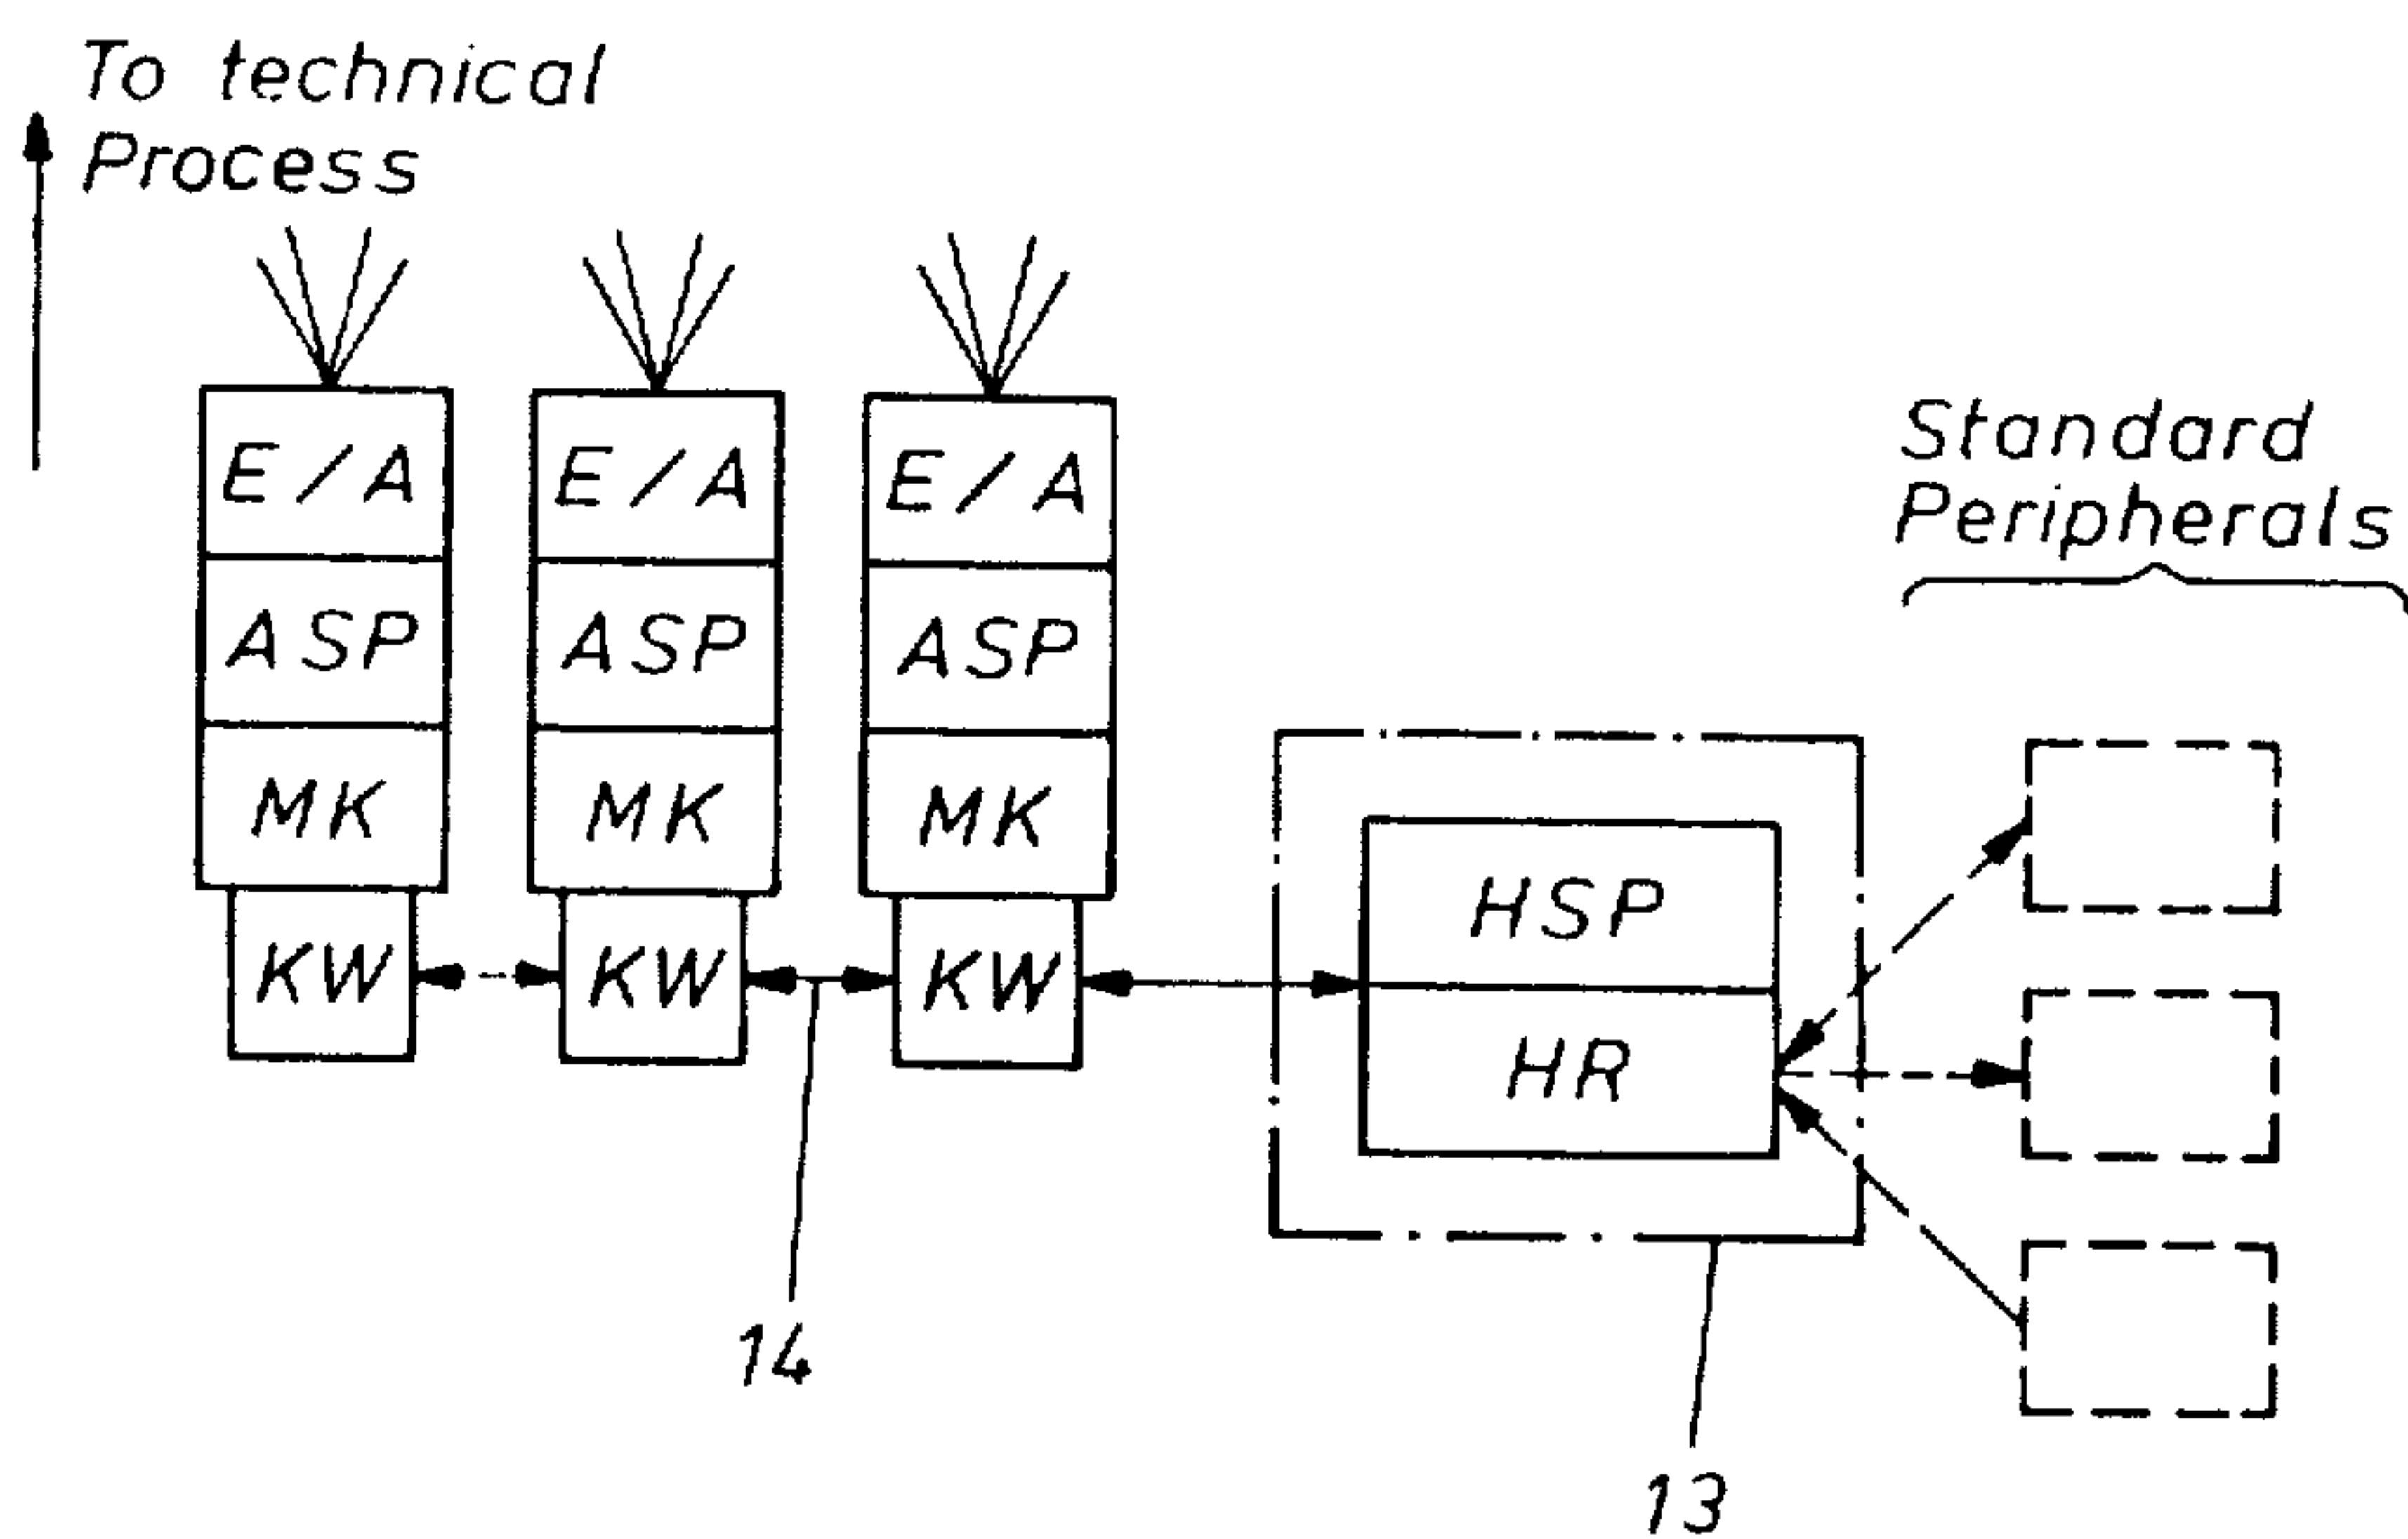 To technical
Process
E/A
E/A
E/A
Standard
Peripherals
ASP
ASP
ASP
MK
MK
MK
HSP
KW
KW
KW
HR
14
13